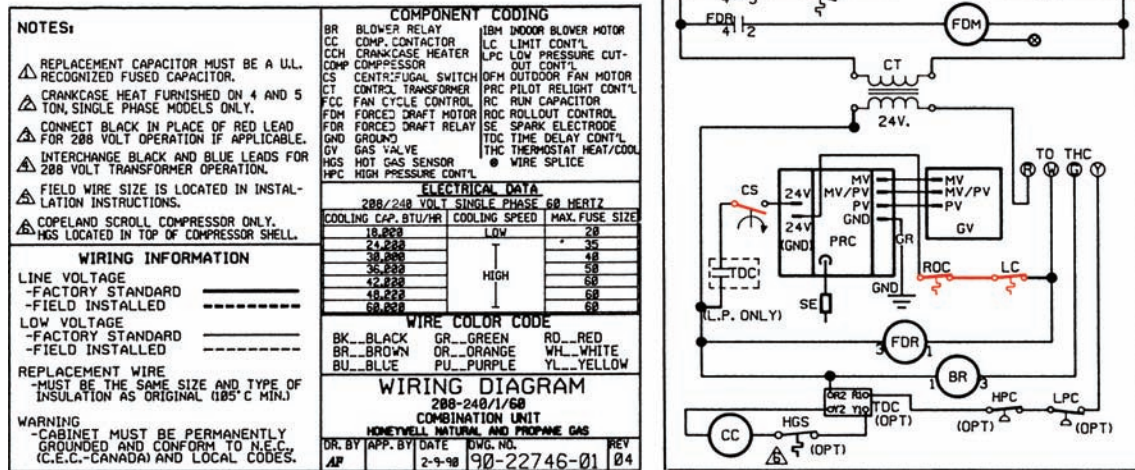 NOTES:
1 REPLACEMENT CAPACITOR MUST BE A U.L.
RECOGNIZED FUSED CAPACITOR.
2 CRANKCASE HEAT FURNISHED ON 4 AND 5
TON, SINGLE PHASE MODELS ONLY.
3 CONNECT BLACK IN PLACE OF RED LEAD
FOR 208 VOLT OPERATION IF APPLICABLE.
4 INTERCHANGE BLACK AND BLUE LEADS FOR
208 VOLT TRANSFORMER OPERATION.
5 FIELD WIRE SIZE IS LOCATED IN INSTAL-
LATION INSTRUCTIONS.
6 COPELAND SCROLL COMPRESSOR ONLY.
HGS LOCATED IN TOP OF COMPRESSOR SHELL.
WIRING INFORMATION
LINE VOLTAGE
-FACTORY STANDARD
-FIELD INSTALLED
LOW VOLTAGE
-FACTORY STANDARD
-FIELD INSTALLED
REPLACEMENT WIRE
-MUST BE THE SAME SIZE AND TYPE OF
INSULATION AS ORIGINAL (105°C MIN.)
WARNING
-CABINET MUST BE PERMANENTLY
GROUNDED AND CONFORM TO N.E.C.,
(C.E.C.-CANADA) AND LOCAL CODES.
COMPONENT CODING
BR BLOWER RELAY
CC COMP. CONTACTOR
CCH CRANKCASE HEATER
COMP COMPRESSOR
CS CENTRIFUGAL SWITCH
CT CONTROL TRANSFORMER
FCC FAN CYCLE CONTROL
FDM FORCED DRAFT MOTOR
FDR FORCED DRAFT RELAY
GND GROUND
GV GAS VALVE
HGS HOT GAS SENSOR
HPC HIGH PRESSURE CONT'L
IBM INDOOR BLOWER MOTOR
LC LIMIT CONT'L
LPC LOW PRESSURE CUT-
OUT CONT'L
OFM OUTDOOR FAN MOTOR
PRC PILOT RELIGHT CONT'L
RC RUN CAPACITOR
ROC ROLLOUT CONTROL
SE SPARK ELECTRODE
TDC TIME DELAY CONT'L
THC THERMOSTAT HEAT/COOL
WIRE SPLICE
ELECTRICAL DATA
208/240 VOLT SINGLE PHASE 60 HERTZ
COOLING CAP. BTU/HR COOLING SPEED MAX. FUSE SIZE
18,000 LOW 20
24,000 35
30,000 40
36,000 HIGH 50
42,000 60
48,000 60
60,000 60
WIRE COLOR CODE
BK__BLACK GR__GREEN RD__RED
BR__BROWN OR__ORANGE WH__WHITE
BU__BLUE PU__PURPLE YL__YELLOW
WIRING DIAGRAM
208-240/1/60
COMBINATION UNIT
HONEYWELL NATURAL AND PROPANE GAS
DR. BY APP. BY DATE DWG. NO. REV
AF 2-9-90 90-22746-01 04
FDR
4 2
FDM
CT
24V.
TO THC
R W G Y
CS
24V
24V
(GND)
MV
MV/PV
PV
GND
PRC
MV
MV/PV
PV
GV
GR
TDC
(L.P. ONLY)
SE
GND
ROC LC
3 FDR 1
1 BR 3
R2 R1
Y2 Y1
TDC
(OPT)
HPC
(OPT)
LPC
(OPT)
CC
HGS
6 (OPT)